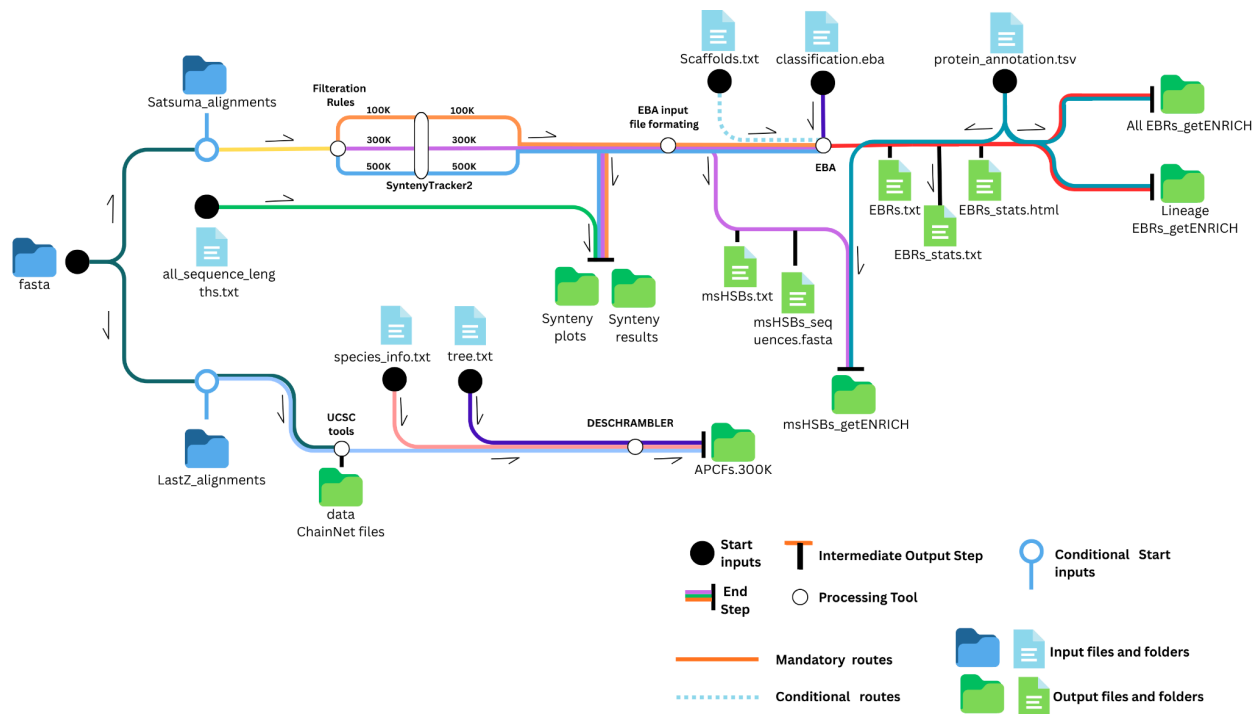 Scaffolds.txt
classification.eba
protein_annotation.tsv
Satsuma_alignments
Filteration
Rules
100K
100K
300K
300K
500K
500K
SyntenyTracker2
EBA input
file formating
EBA
All EBRs_getENRICH
Lineage
EBRs_getENRICH
EBRs.txt
EBRs_stats.html
EBRs_stats.txt
fasta
all_sequence_leng
ths.txt
Synteny
plots
Synteny
results
msHSBs.txt
msHSBs_seq
uences.fasta
msHSBs_getENRICH
species_info.txt
tree.txt
UCSC
tools
DESCHRAMBLER
APCFs.300K
LastZ_alignments
data
ChainNet files
Start
inputs
Intermediate Output Step
Conditional Start
inputs
End
Step
Processing Tool
Mandatory routes
Conditional routes
Input files and folders
Output files and folders